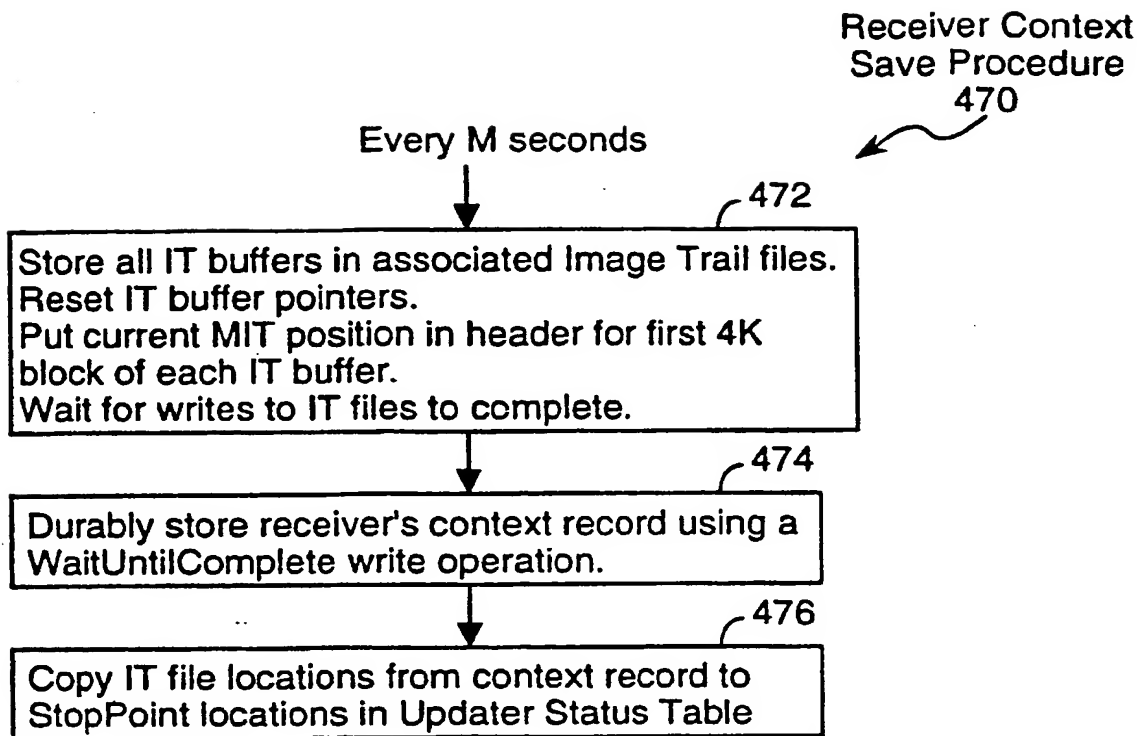 Receiver Context
Save Procedure
470
Every M seconds
472
Store all IT buffers in associated Image Trail files.
Reset IT buffer pointers.
Put current MIT position in header for first 4K
block of each IT buffer.
Wait for writes to IT files to complete.
474
Durably store receiver's context record using a
WaitUntilComplete write operation.
476
Copy IT file locations from context record to
StopPoint locations in Updater Status Table